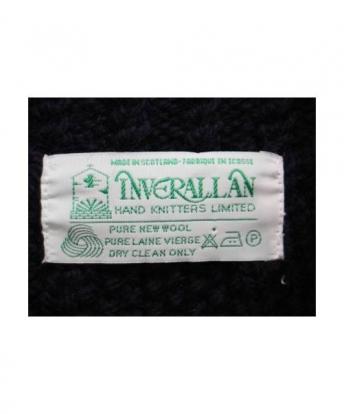 MADE IN SCOTLAND-FABRIQUE EN ECOSSE
INVERALLAN
HAND KNITTERS LIMITED
PURE NEW WOOL
PURE LAINE VIERGE P
DRY CLEAN ONLY